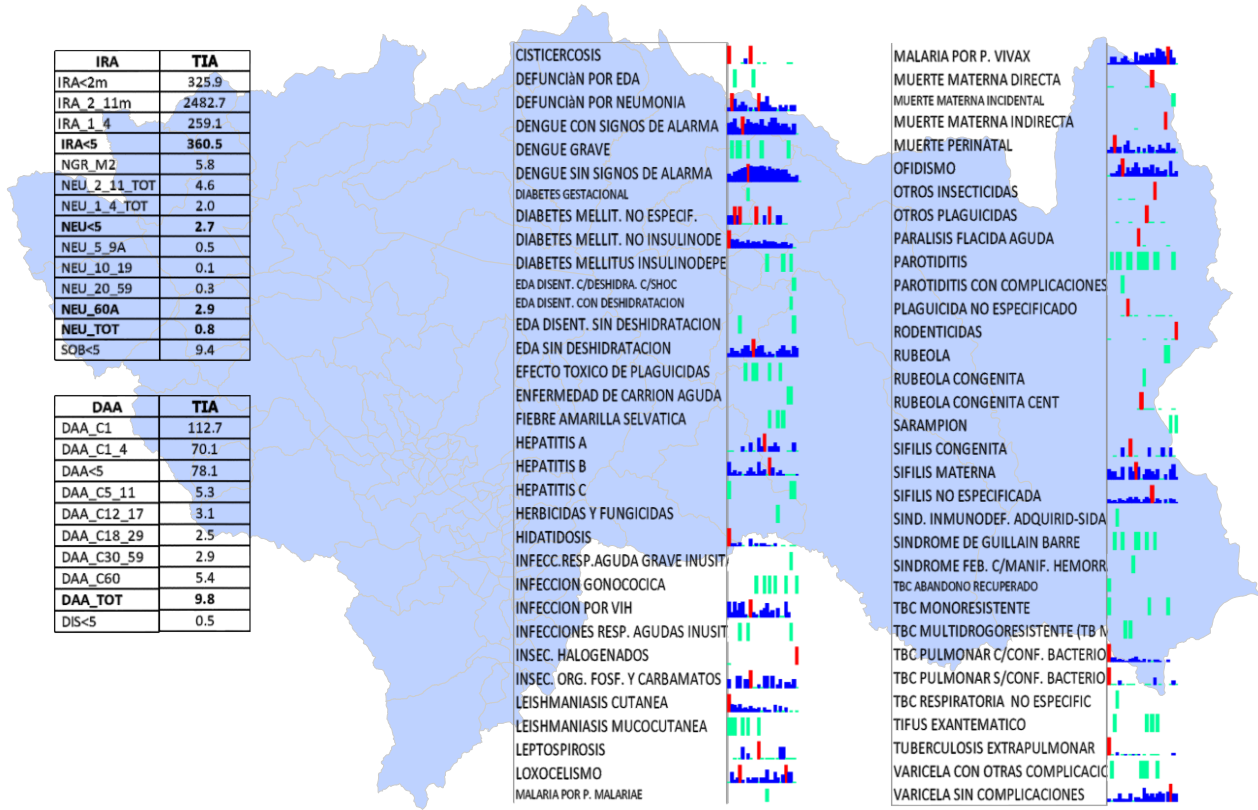 IRA TIA
IRA<2m 325.9
IRA_2_11m 2482.7
IRA_1_4 259.1
IRA<5 360.5
NGR_M2 5.8
NEU_2_11_TOT 4.6
NEU_1_4_TOT 2.0
NEU<5 2.7
NEU_5_9A 0.5
NEU_10_19 0.1
NEU_20_59 0.3
NEU_60A 2.9
NEU_TOT 0.8
SOB<5 9.4
DAA TIA
DAA_C1 112.7
DAA_C1_4 70.1
DAA<5 78.1
DAA_C5_11 5.3
DAA_C12_17 3.1
DAA_C18_29 2.5
DAA_C30_59 2.9
DAA_C60 5.4
DAA_TOT 9.8
DIS<5 0.5
CISTICERCOSIS
DEFUNCIàN POR EDA
DEFUNCIàN POR NEUMONIA
DENGUE CON SIGNOS DE ALARMA
DENGUE GRAVE
DENGUE SIN SIGNOS DE ALARMA
DIABETES GESTACIONAL
DIABETES MELLIT. NO ESPECIF.
DIABETES MELLIT. NO INSULINODE
DIABETES MELLITUS INSULINODEPE
EDA DISENT. C/DESHIDRA. C/SHOC
EDA DISENT. CON DESHIDRATACION
EDA DISENT. SIN DESHIDRATACION
EDA SIN DESHIDRATACION
EFECTO TOXICO DE PLAGUICIDAS
ENFERMEDAD DE CARRION AGUDA
FIEBRE AMARILLA SELVATICA
HEPATITIS A
HEPATITIS B
HEPATITIS C
HERBICIDAS Y FUNGICIDAS
HIDATIDOSIS
INFECC.RESP.AGUDA GRAVE INUSIT
INFECCION GONOCOCICA
INFECCION POR VIH
INFECCIONES RESP. AGUDAS INUSIT
INSEC. HALOGENADOS
INSEC. ORG. FOSF. Y CARBAMATOS
LEISHMANIASIS CUTANEA
LEISHMANIASIS MUCOCUTANEA
LEPTOSPIROSIS
LOXOCELISMO
MALARIA POR P. MALARIAE
MALARIA POR P. VIVAX
MUERTE MATERNA DIRECTA
MUERTE MATERNA INCIDENTAL
MUERTE MATERNA INDIRECTA
MUERTE PERINATAL
OFIDISMO
OTROS INSECTICIDAS
OTROS PLAGUICIDAS
PARALISIS FLACIDA AGUDA
PAROTIDITIS
PAROTIDITIS CON COMPLICACIONES
PLAGUICIDA NO ESPECIFICADO
RODENTICIDAS
RUBEOLA
RUBEOLA CONGENITA
RUBEOLA CONGENITA CENT
SARAMPION
SIFILIS CONGENITA
SIFILIS MATERNA
SIFILIS NO ESPECIFICADA
SIND. INMUNODEF. ADQUIRID-SIDA
SINDROME DE GUILLAIN BARRE
SINDROME FEB. C/MANIF. HEMORR
TBC ABANDONO RECUPERADO
TBC MONORESISTENTE
TBC MULTIDROGORESISTENTE (TB M
TBC PULMONAR C/CONF. BACTERIO
TBC PULMONAR S/CONF. BACTERIO
TBC RESPIRATORIA NO ESPECIFIC
TIFUS EXANTEMATICO
TUBERCULOSIS EXTRAPULMONAR
VARICELA CON OTRAS COMPLICACIC
VARICELA SIN COMPLICACIONES